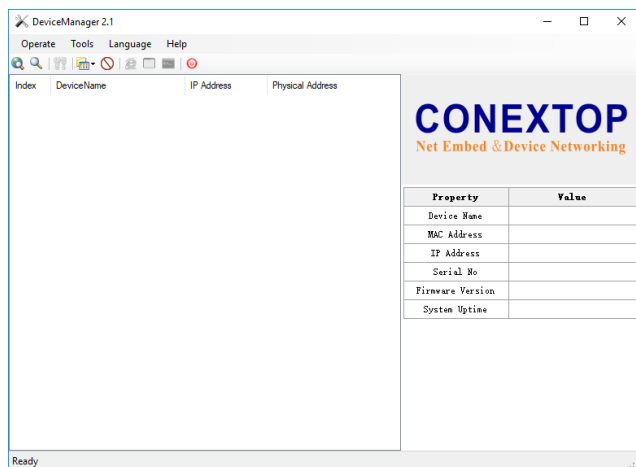 DeviceManager 2.1
Operate Tools Language Help
Index DeviceName IP Address Physical Address
CONEXTOP
Net Embed &Device Networking
Property Value
Device Name
MAC Address
IP Address
Serial No
Firmware Version
System Uptime
Ready